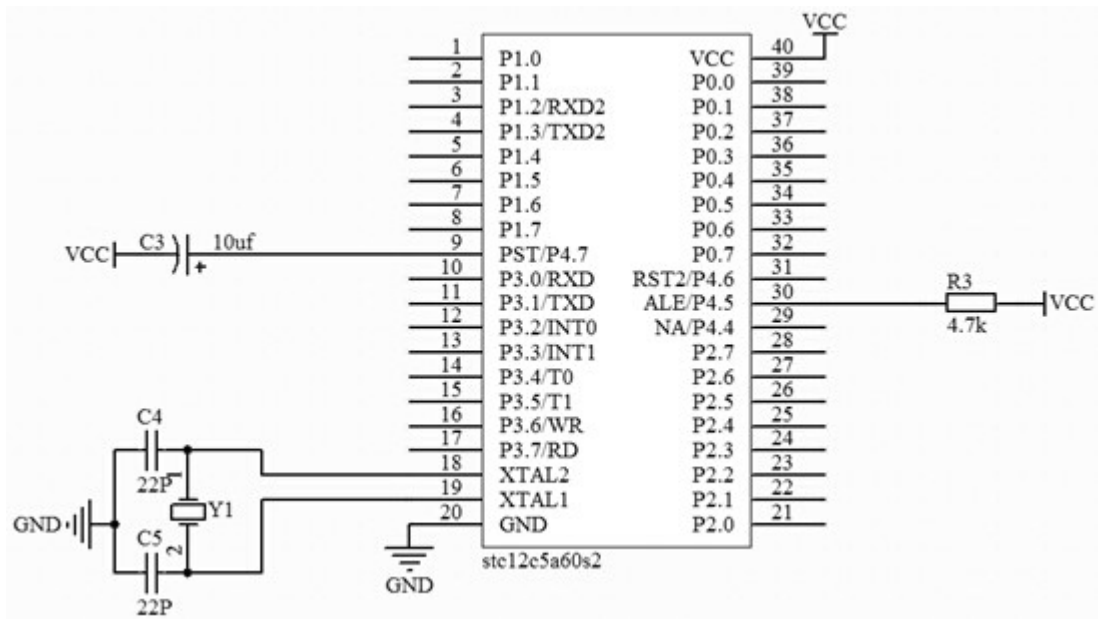 VCC
1 P1.0 VCC 40
2 P1.1 P0.0 39
3 P1.2/RXD2 P0.1 38
4 P1.3/TXD2 P0.2 37
5 P1.4 P0.3 36
6 P1.5 P0.4 35
7 P1.6 P0.5 34
8 P1.7 P0.6 33
VCC C3 10uf + 9 PST/P4.7 P0.7 32
10 P3.0/RXD RST2/P4.6 31
11 P3.1/TXD ALE/P4.5 30 R3 VCC
4.7k
12 P3.2/INT0 NA/P4.4 29
13 P3.3/INT1 P2.7 28
14 P3.4/T0 P2.6 27
15 P3.5/T1 P2.5 26
16 P3.6/WR P2.4 25
17 P3.7/RD P2.3 24
18 XTAL2 P2.2 23
19 XTAL1 P2.1 22
20 GND P2.0 21
C4
22P 1
GND Y1
C5 2
22P
GND
stc12c5a60s2